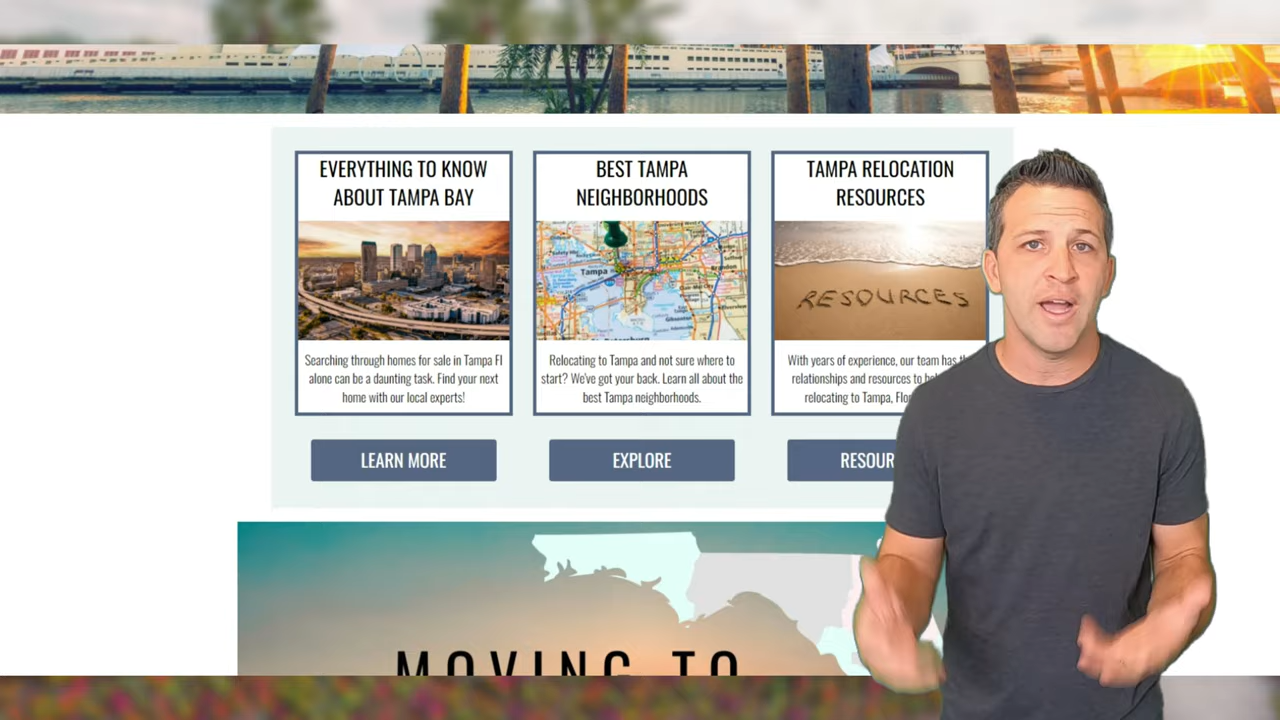 EVERYTHING TO KNOW
ABOUT TAMPA BAY
Searching through homes for sale in Tampa Fl
alone can be a daunting task. Find your next
home with our local experts!
LEARN MORE
BEST TAMPA
NEIGHBORHOODS
Tampa
Relocating to Tampa and not sure where to
start? We've got your back. Learn all about the
best Tampa neighborhoods.
EXPLORE
TAMPA RELOCATION
RESOURCES
RESOURCES
With years of experience, our team has
relationships and resources to
relocating to Tampa,
RESOUR
MOVING TO